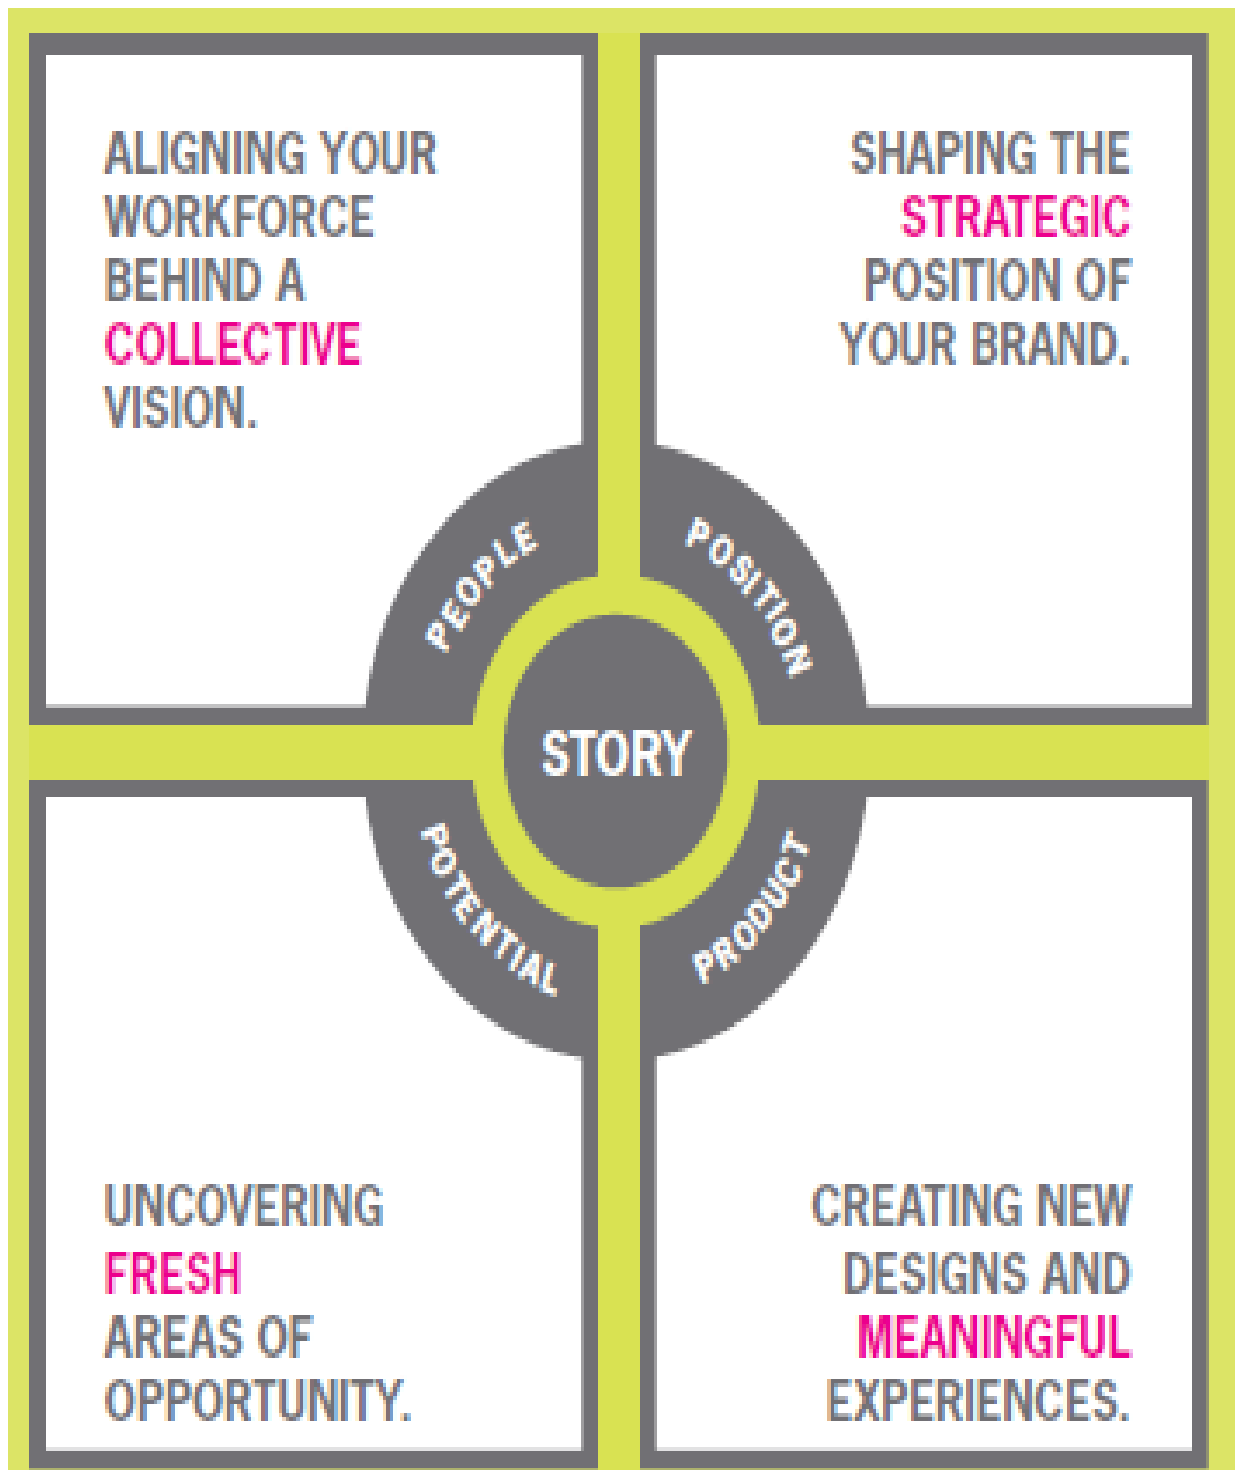 ALIGNING YOUR
WORKFORCE
BEHIND A
COLLECTIVE
VISION.
SHAPING THE
STRATEGIC
POSITION OF
YOUR BRAND.
PEOPLE
POSITION
STORY
POTENTIAL
PRODUCT
UNCOVERING
FRESH
AREAS OF
OPPORTUNITY.
CREATING NEW
DESIGNS AND
MEANINGFUL
EXPERIENCES.